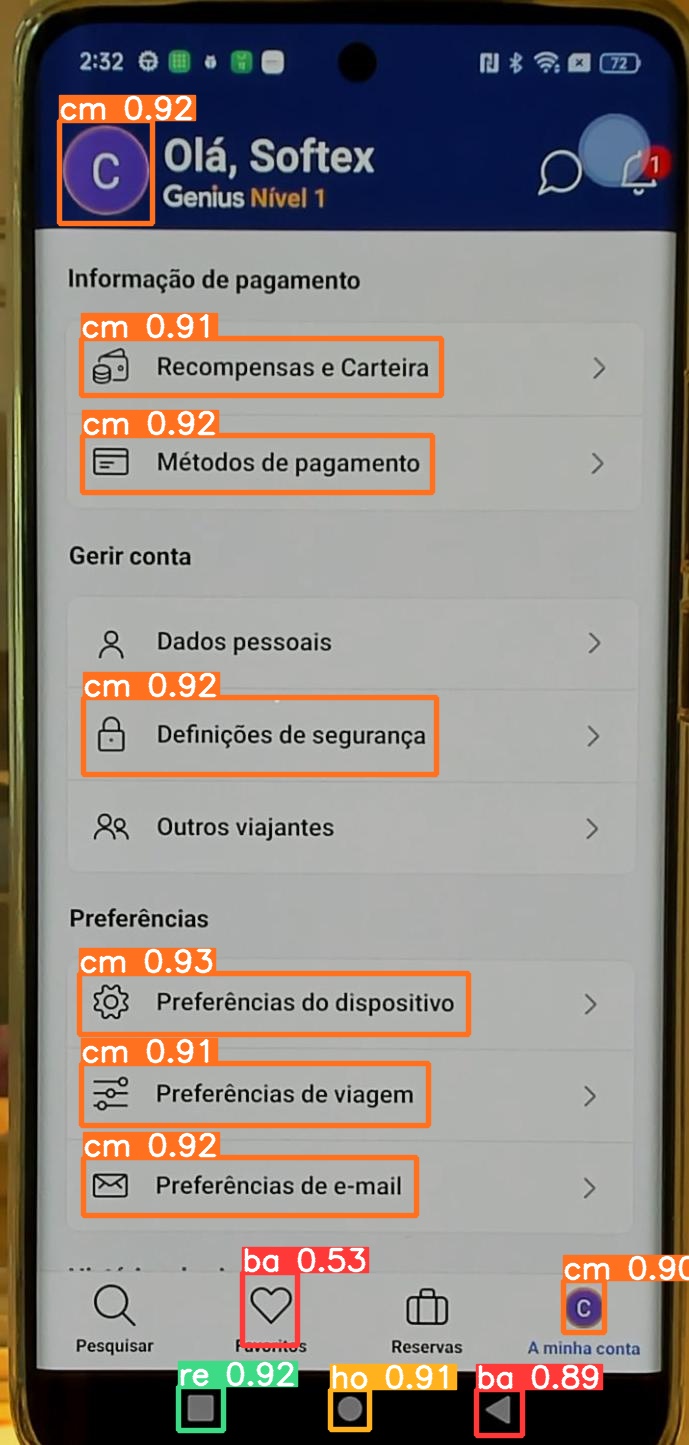 2:32
72
cm 0.92
C
Olá, Softex
Genius Nível 1
1
Informação de pagamento
cm 0.91
Recompensas e Carteira
cm 0.92
Métodos de pagamento
Gerir conta
Dados pessoais
cm 0.92
Definições de segurança
Outros viajantes
Preferências
cm 0.93
Preferências do dispositivo
cm 0.91
Preferências de viagem
cm 0.92
Preferências de e-mail
ba 0.53
cm 0.90
C
Pesquisar
Favoritos
Reservas
A minha conta
re 0.92
ho 0.91
ba 0.89